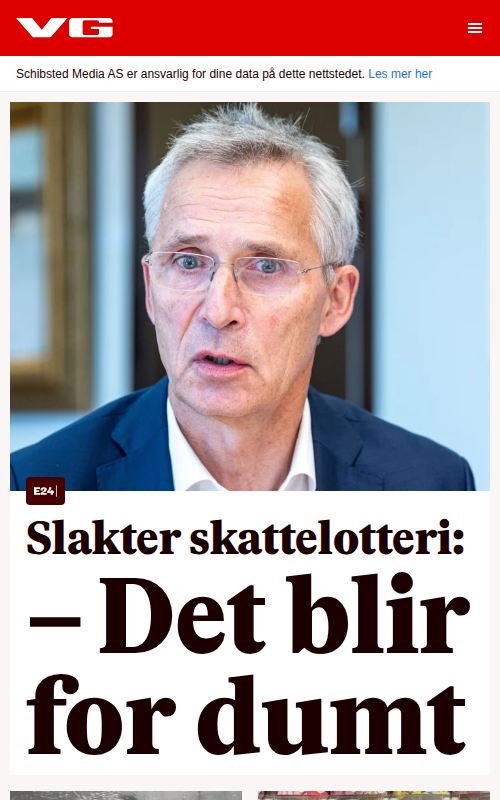 VG
Schibsted Media AS er ansvarlig for dine data på dette nettstedet. Les mer her
E24
Slakter skattelotteri:
– Det blir
for dumt